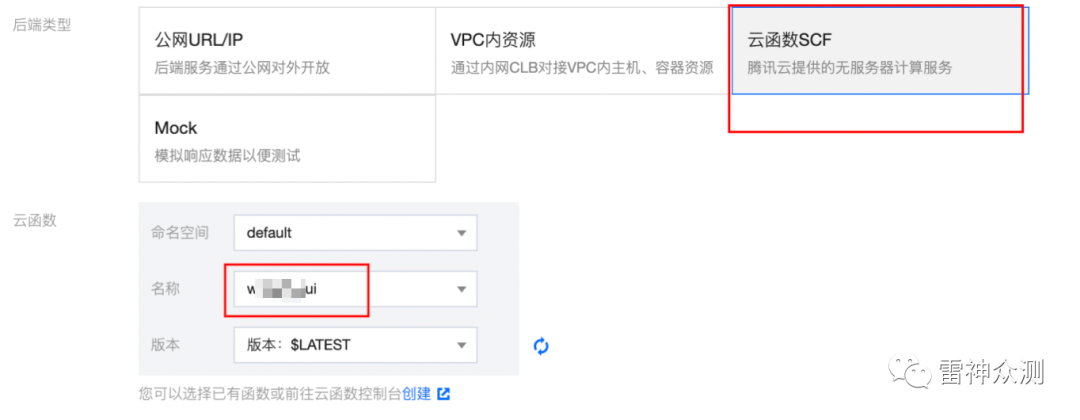 后端类型
公网URL/IP
后端服务通过公网对外开放
VPC内资源
通过内网CLB对接VPC内主机、容器资源
云函数SCF
腾讯云提供的无服务器计算服务
Mock
模拟响应数据以便测试
云函数
命名空间 default
名称 w ui
版本 版本：$LATEST
您可以选择已有函数或前往云函数控制台创建
雷神众测